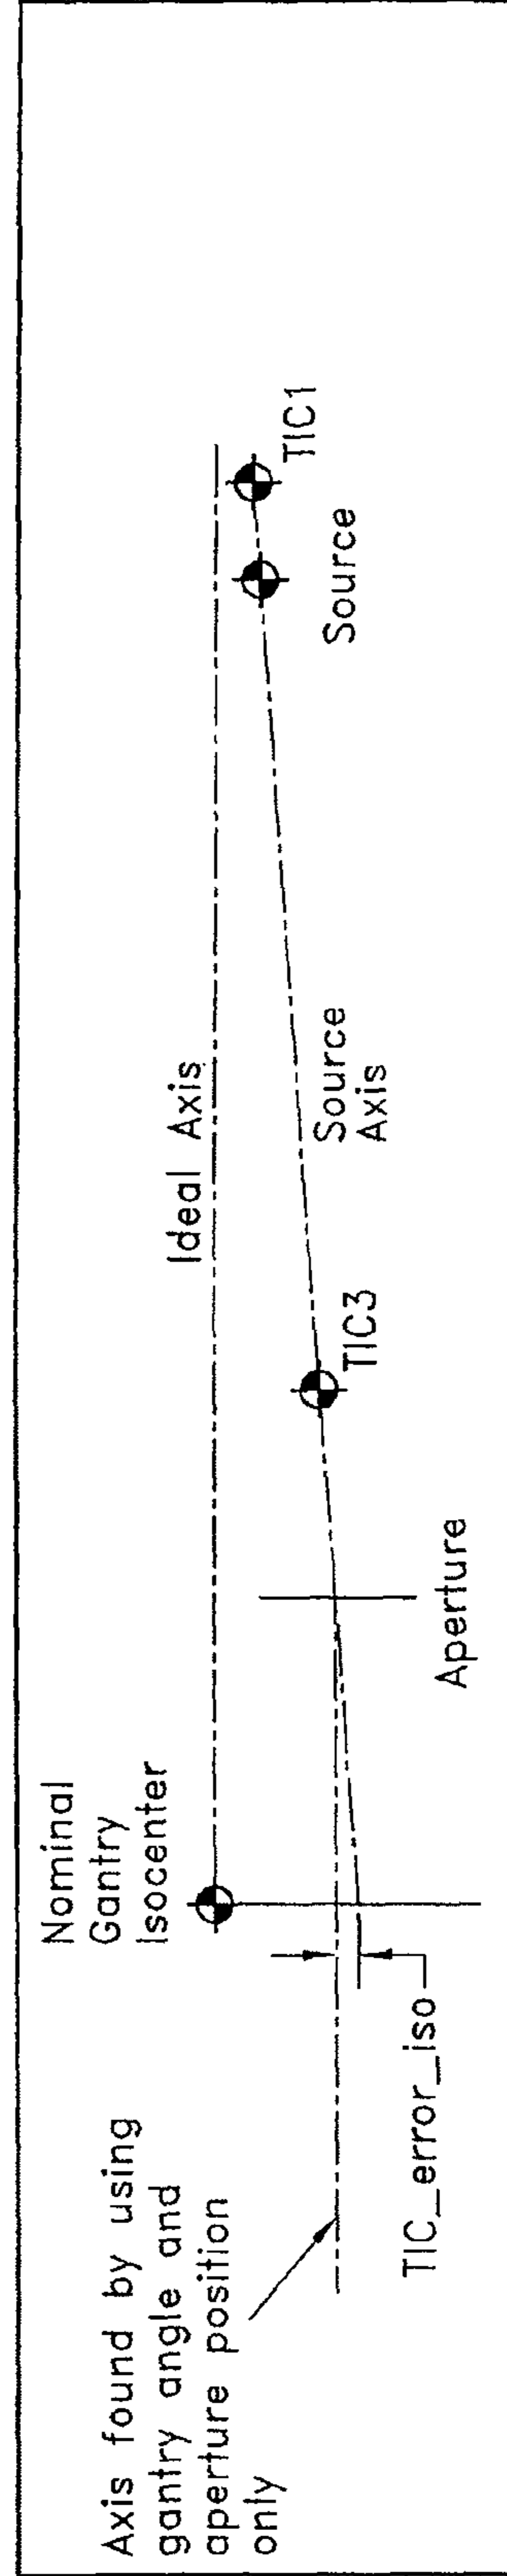 Axis found by using
gantry angle and
aperture position
only
Nominal
Gantry
Isocenter
TIC_error_iso
Ideal Axis
Aperture
TIC3
Source
Axis
Source
TIC1